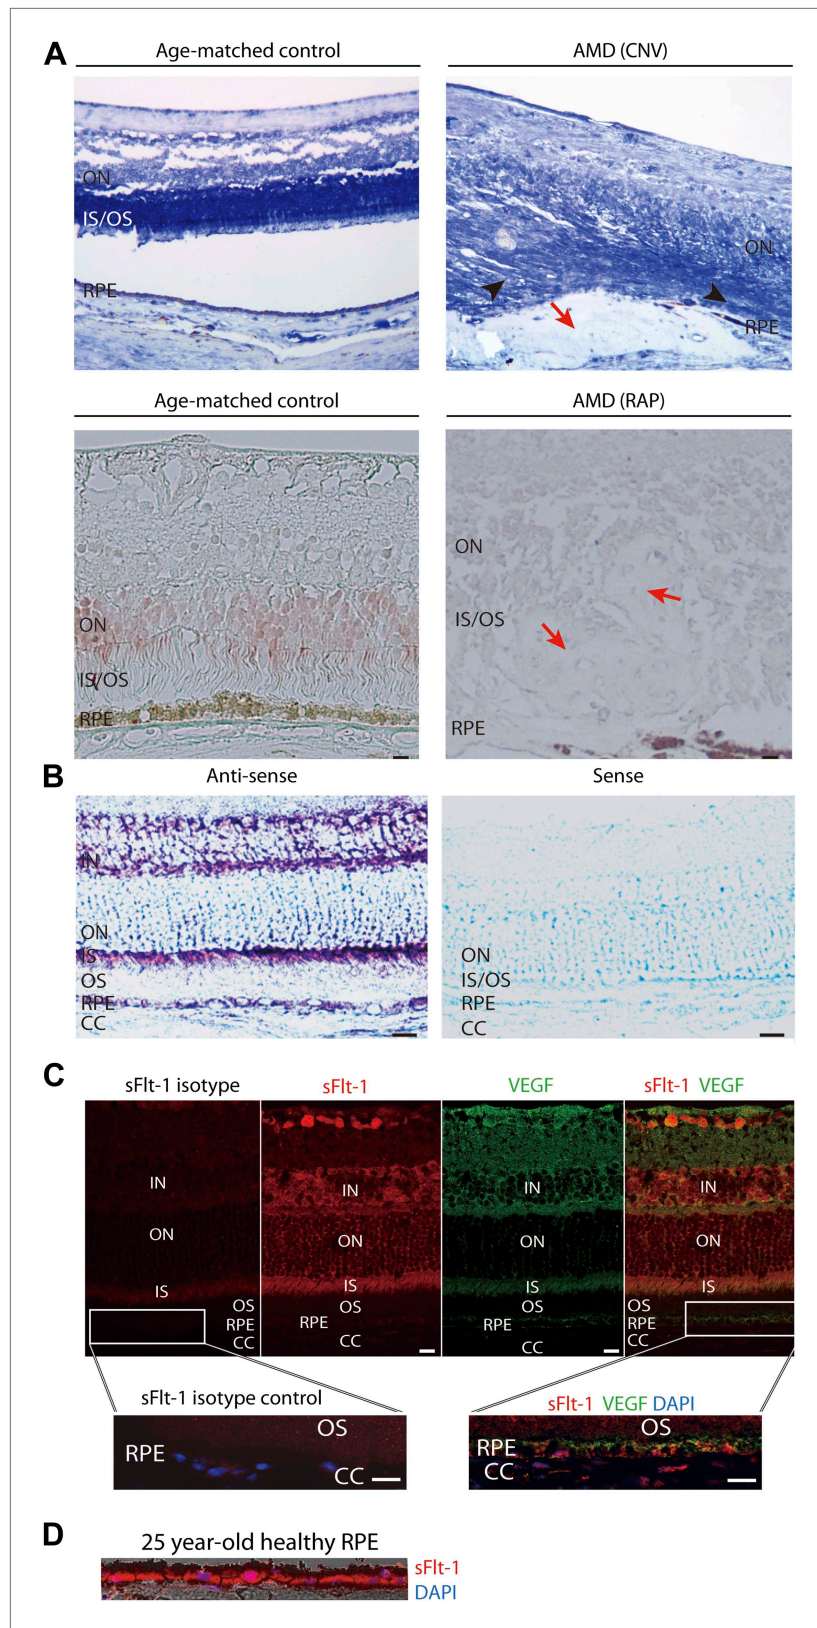 A
Age-matched control
AMD (CNV)
ON
IS/OS
RPE
ON
RPE
Age-matched control
AMD (RAP)
ON
IS/OS
RPE
ON
IS/OS
RPE
B
Anti-sense
Sense
IN
ON
IS
OS
RPE
CC
ON
IS/OS
RPE
CC
C
sFlt-1 isotype
sFlt-1
VEGF
sFlt-1 VEGF
IN
ON
IS
OS
RPE
CC
IN
ON
IS
OS
RPE
CC
IN
ON
IS
OS
RPE
CC
IN
ON
IS
OS
RPE
CC
sFlt-1 isotype control
OS
RPE
CC
sFlt-1 VEGF DAPI
OS
RPE
CC
D
25 year-old healthy RPE
sFlt-1
DAPI